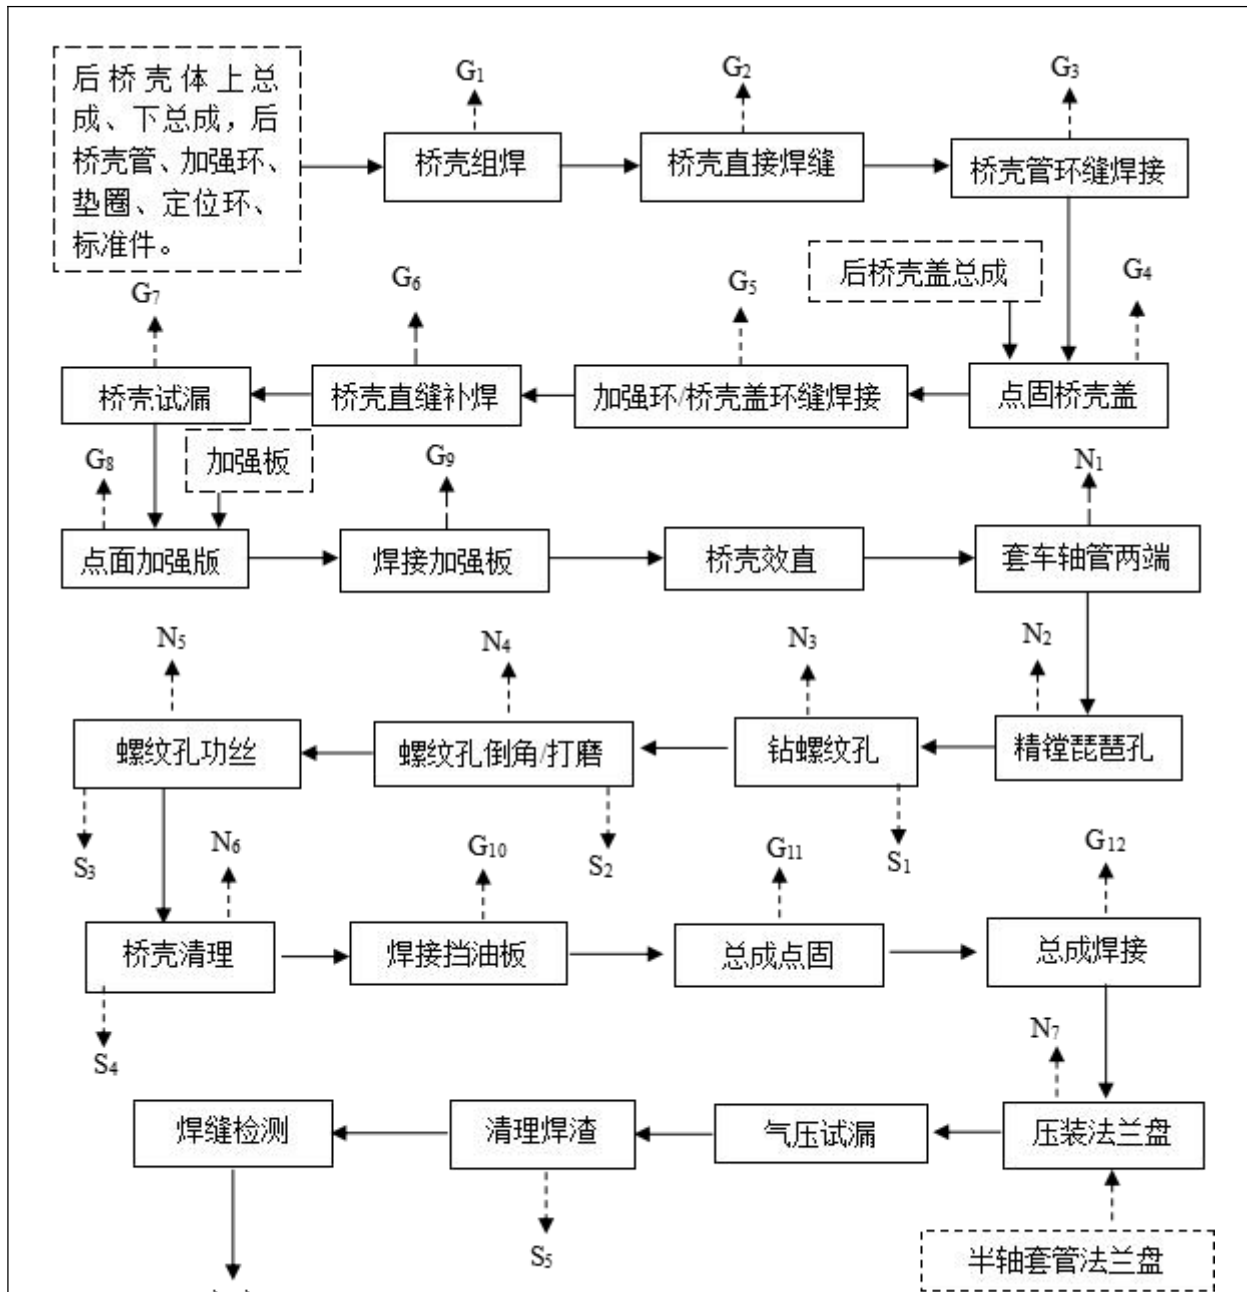 后桥壳体上总
成、下总成，后
桥壳管、加强环、
垫圈、定位环、
标准件。
G1
G2
G3
桥壳组焊
桥壳直接焊缝
桥壳管环缝焊接
后桥壳盖总成
G4
G7
G6
G5
桥壳试漏
桥壳直缝补焊
加强环/桥壳盖环缝焊接
点固桥壳盖
加强板
G8
G9
N1
点面加强版
焊接加强板
桥壳效直
套车轴管两端
N5
N4
N3
N2
螺纹孔功丝
螺纹孔倒角/打磨
钻螺纹孔
精镗琵琶孔
S3
S2
S1
N6
G10
G11
G12
桥壳清理
焊接挡油板
总成点固
总成焊接
S4
N7
焊缝检测
清理焊渣
气压试漏
压装法兰盘
S5
半轴套管法兰盘